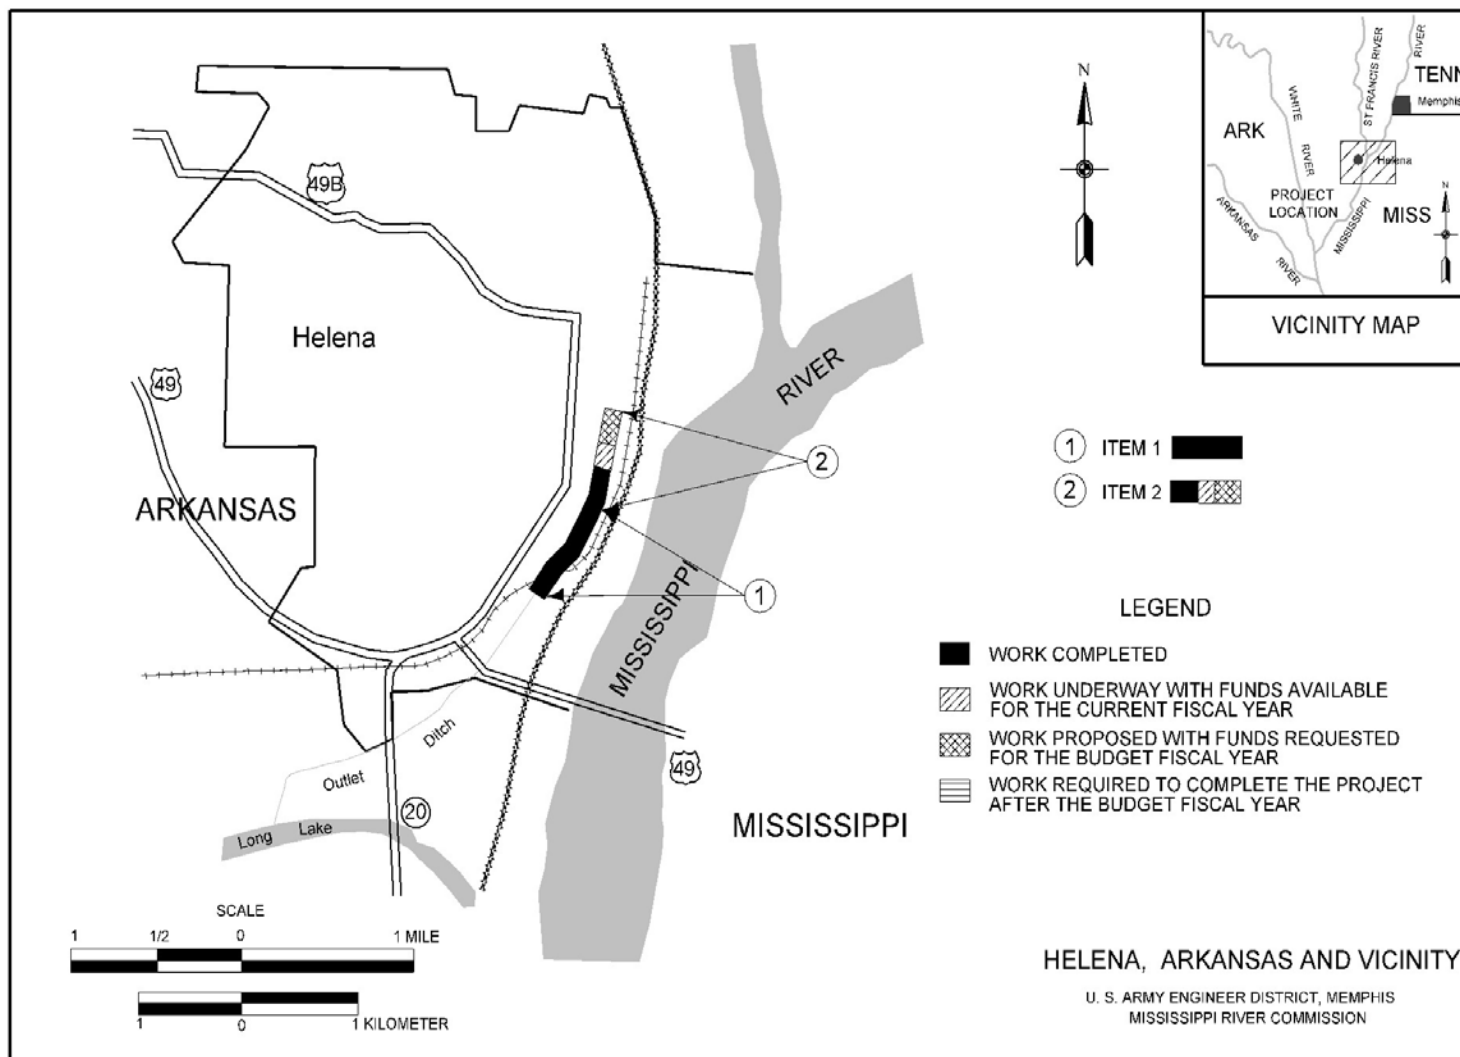 49B
Helena
49
ARKANSAS
RIVER
2
1
MISSISSIPPI
Outlet
Ditch
Long
Lake
20
49
MISSISSIPPI
SCALE
1 1/2 0 1 MILE
1 0 1 KILOMETER
N
WHITE
RIVER
ST FRANCIS RIVER
RIVER
TENN
Memphis
ARK
Helena
PROJECT
LOCATION
MISS
ARKANSAS
RIVER
MISSISSIPPI
N
VICINITY MAP
1 ITEM 1
2 ITEM 2
LEGEND
WORK COMPLETED
WORK UNDERWAY WITH FUNDS AVAILABLE
FOR THE CURRENT FISCAL YEAR
WORK PROPOSED WITH FUNDS REQUESTED
FOR THE BUDGET FISCAL YEAR
WORK REQUIRED TO COMPLETE THE PROJECT
AFTER THE BUDGET FISCAL YEAR
HELENA, ARKANSAS AND VICINITY
U. S. ARMY ENGINEER DISTRICT, MEMPHIS
MISSISSIPPI RIVER COMMISSION